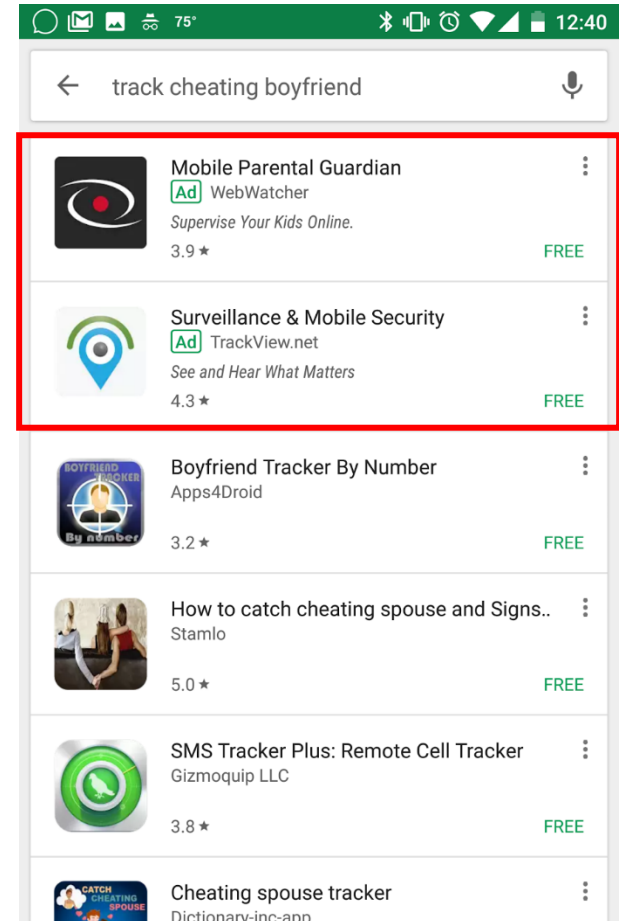 75°
12:40
track cheating boyfriend
Mobile Parental Guardian
Ad WebWatcher
Supervise Your Kids Online.
3.9 ★
FREE
Surveillance & Mobile Security
Ad TrackView.net
See and Hear What Matters
4.3 ★
FREE
BOYFRIEND
TRACKER
By number
Boyfriend Tracker By Number
Apps4Droid
3.2 ★
FREE
How to catch cheating spouse and Signs..
Stamlo
5.0 ★
FREE
SMS Tracker Plus: Remote Cell Tracker
Gizmoquip LLC
3.8 ★
FREE
CATCH
CHEATING
SPOUSE
Cheating spouse tracker
Dictionary-inc-app